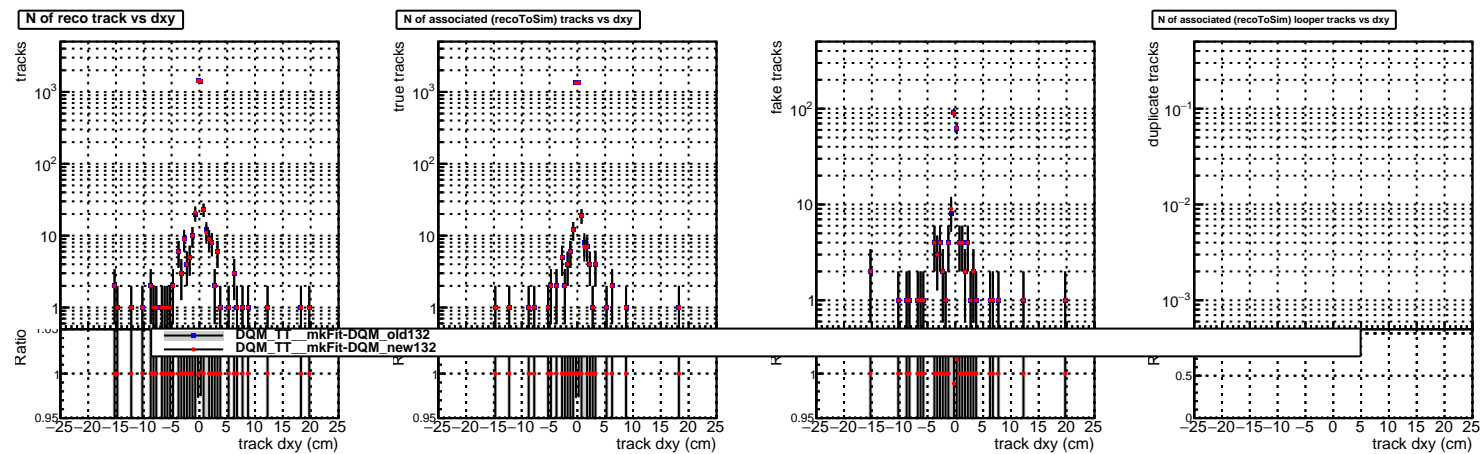 N of reco track vs dxy
tracks
10³
10²
10
1
Ratio
1
0.95
−25 −20 −15 −10 −5 0 5 10 15 20 25
track dxy (cm)
N of associated (recoToSim) tracks vs dxy
true tracks
10³
10²
10
1
1
0.95
−25 −20 −15 −10 −5 0 5 10 15 20 25
track dxy (cm)
fake tracks
10²
10
1
1
0.95
−25 −20 −15 −10 −5 0 5 10 15 20 25
track dxy (cm)
N of associated (recoToSim) looper tracks vs dxy
duplicate tracks
10⁻¹
10⁻²
10⁻³
0.5
0
−25 −20 −15 −10 −5 0 5 10 15 20 25
track dxy (cm)
DQM_TT__mkFit-DQM_old132
DQM_TT__mkFit-DQM_new132